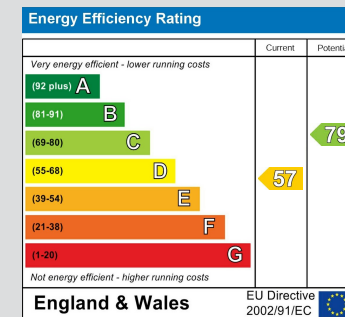 Energy Efficiency Rating
Current
Very energy efficient - lower running costs
(92 plus) A
(81-91) B
(69-80) C
79
(55-68) D
57
(39-54) E
(21-38) F
(1-20) G
Not energy efficient - higher running costs
England & Wales
EU Directive
2002/91/EC